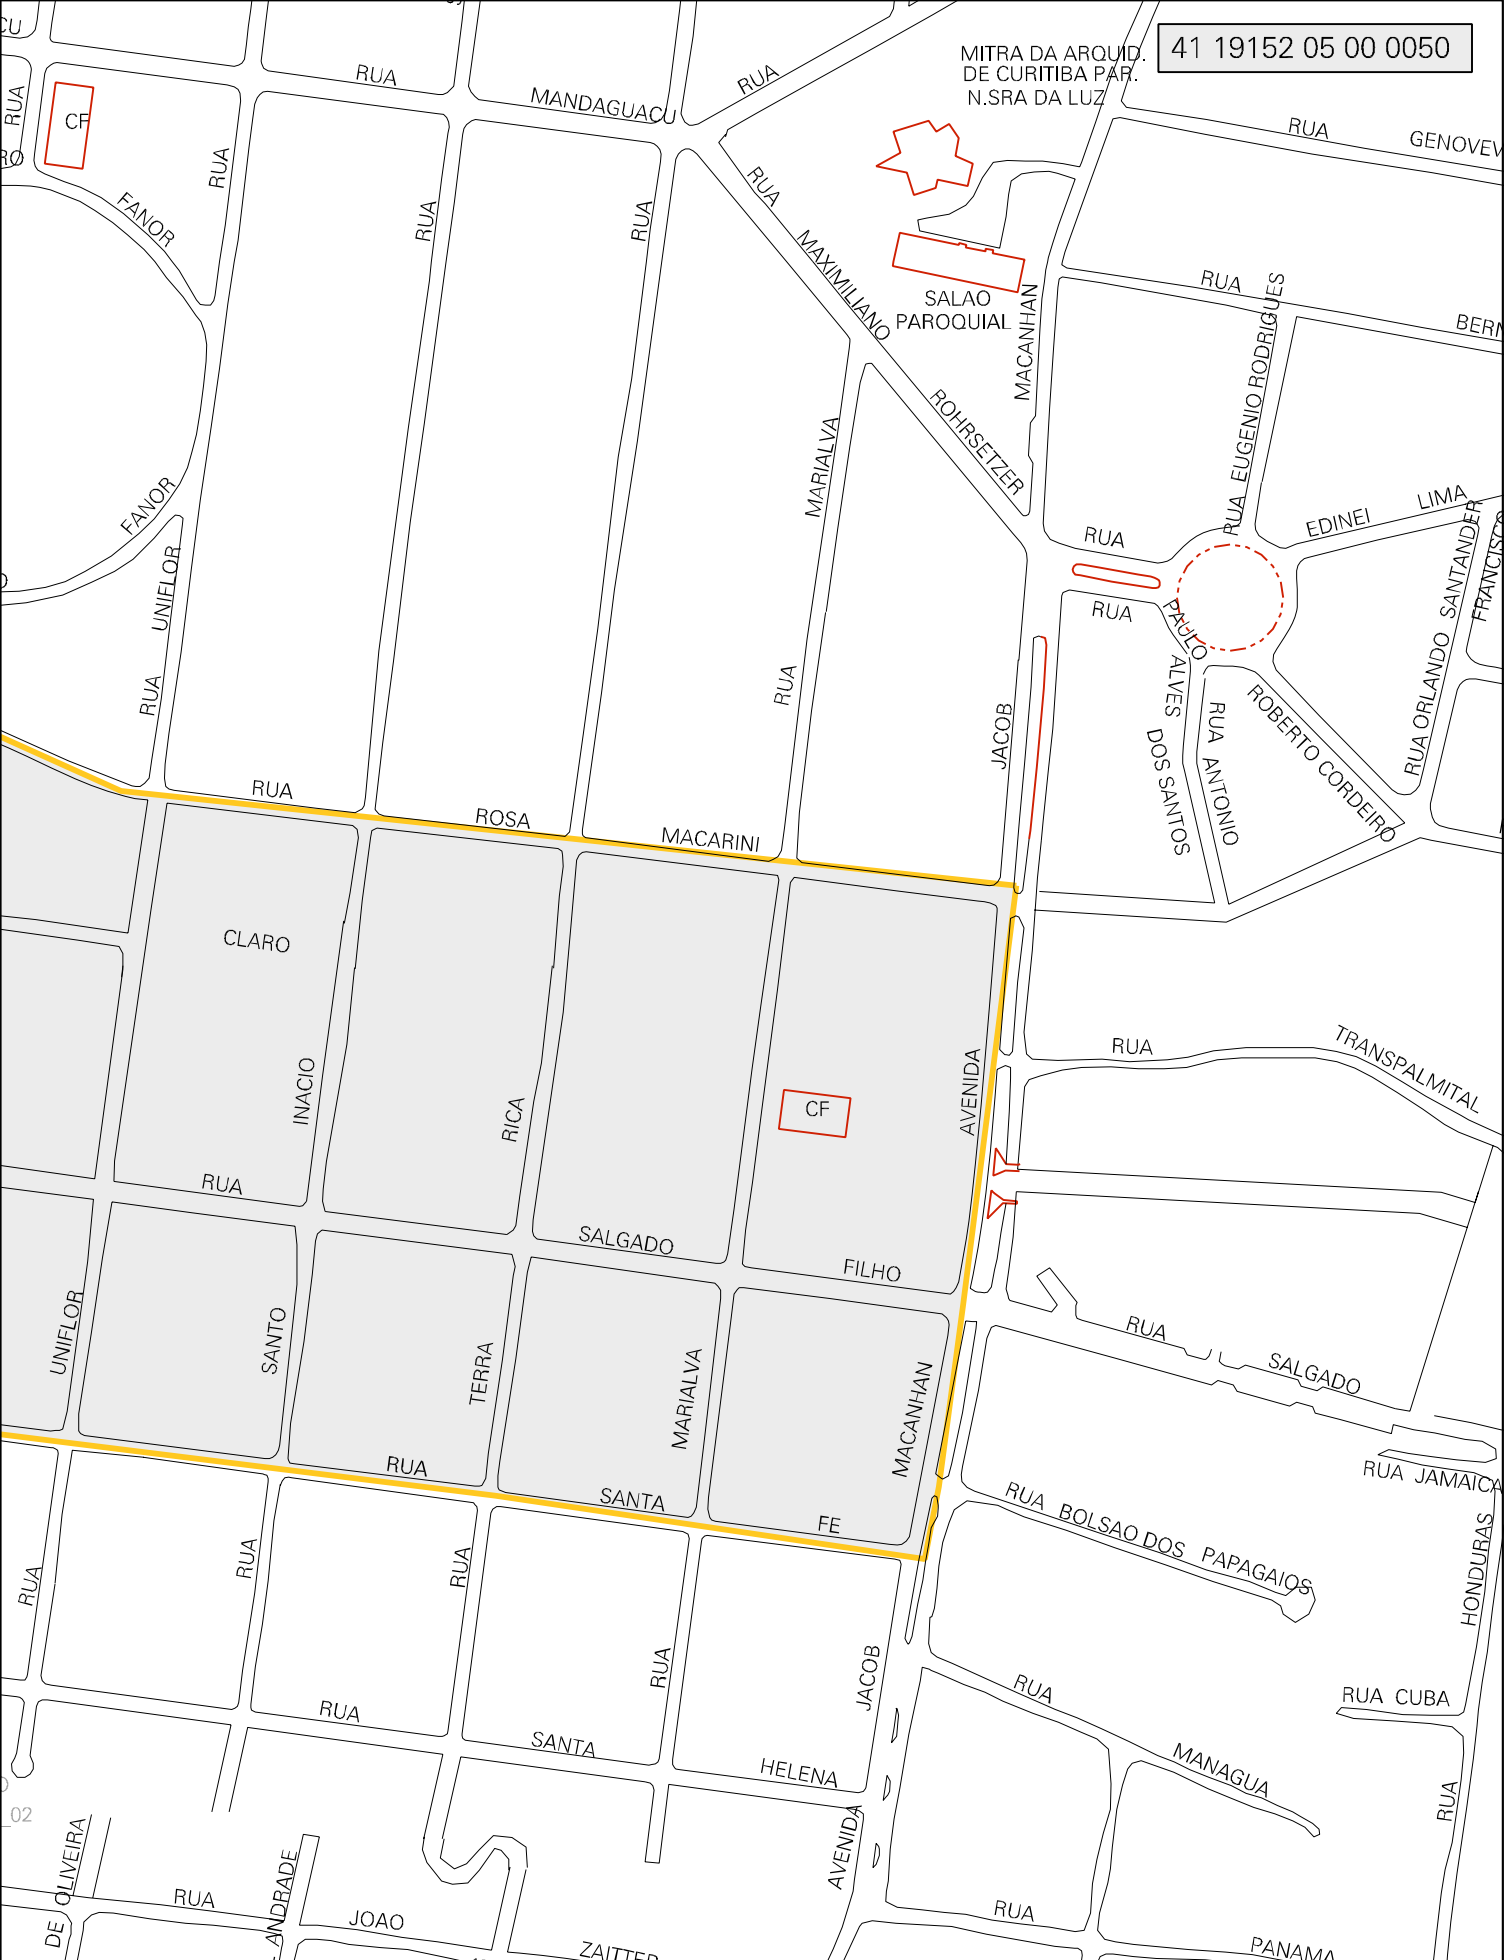 41 19152 05 00 0050
MITRA DA ARQUID.
DE CURITIBA PAR.
N.SRA DA LUZ
RUA
MANDAGUACU
RUA
RUA
GENOVEV
RUA
CF
RUA
FANOR
RUA
RUA
RUA
MAXIMILIANO
ROHRSETZER
SALAO
PAROQUIAL
MACANHAN
RUA
BERN
RUA EUGENIO RODRIGUES
MARIALVA
RUA
FANOR
UNIFLOR
RUA
RUA
EDINEI
LIMA
RUA ORLANDO SANTANDER
FRANCISCO
RUA
PAULO
ALVES
DOS SANTOS
RUA ANTONIO
ROBERTO CORDEIRO
JACOB
RUA
ROSA
MACARINI
CLARO
INACIO
RICA
CF
AVENIDA
RUA
TRANSPALMITAL
RUA
SALGADO
FILHO
UNIFLOR
SANTO
TERRA
MARIALVA
MACANHAN
RUA
SALGADO
RUA JAMAICA
RUA
SANTA
FE
RUA BOLSAO DOS PAPAGAIOS
HONDURAS
RUA
RUA
RUA
RUA
JACOB
RUA
RUA CUBA
RUA
SANTA
HELENA
MANAGUA
RUA
_02
DE OLIVEIRA
ANDRADE
AVENIDA
RUA
JOAO
ZAITTER
RUA
PANAMA